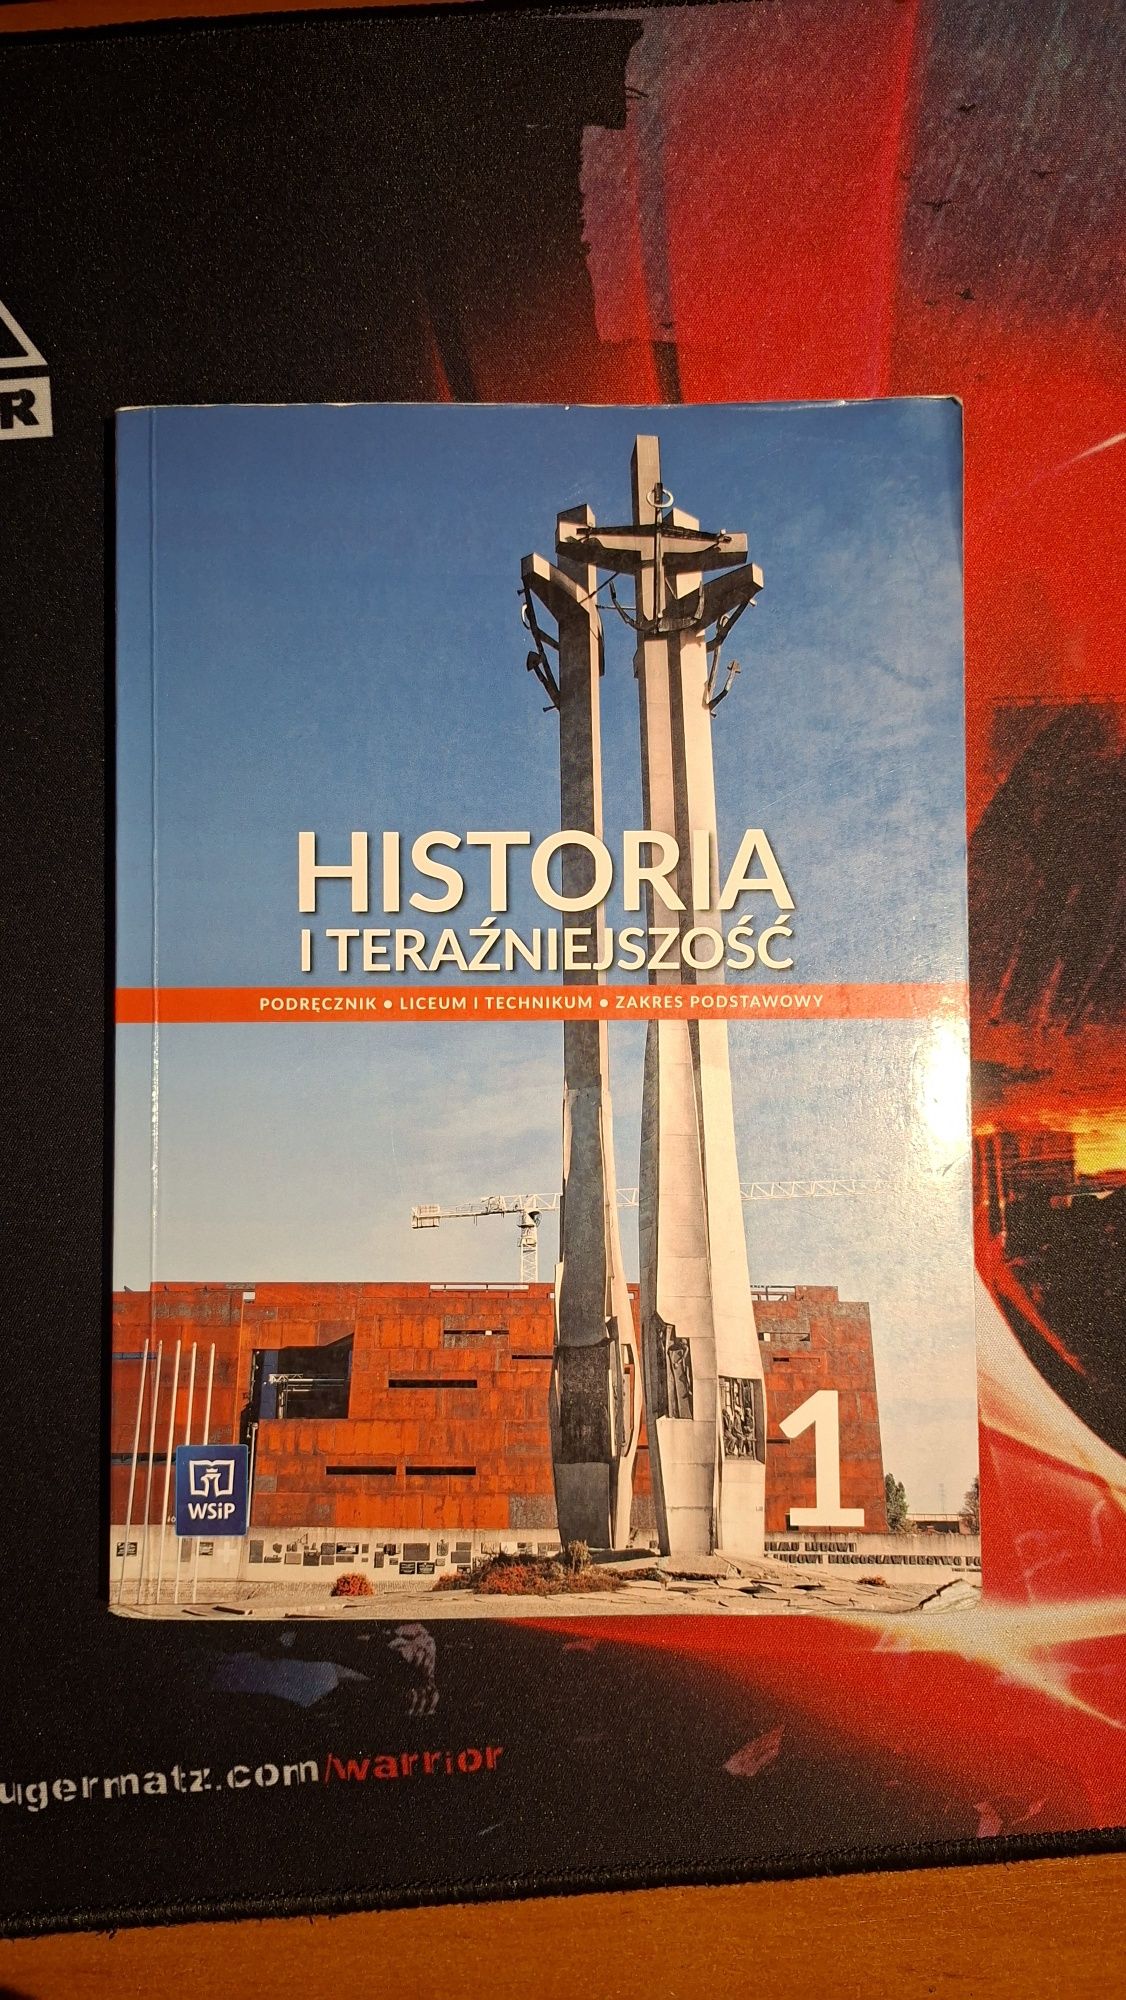 R
HISTORIA
I TERAŹNIEJSZOŚĆ
PODRĘCZNIK • LICEUM I TECHNIKUM • ZAKRES PODSTAWOWY
1
WSiP
ugermatz.com/warrior